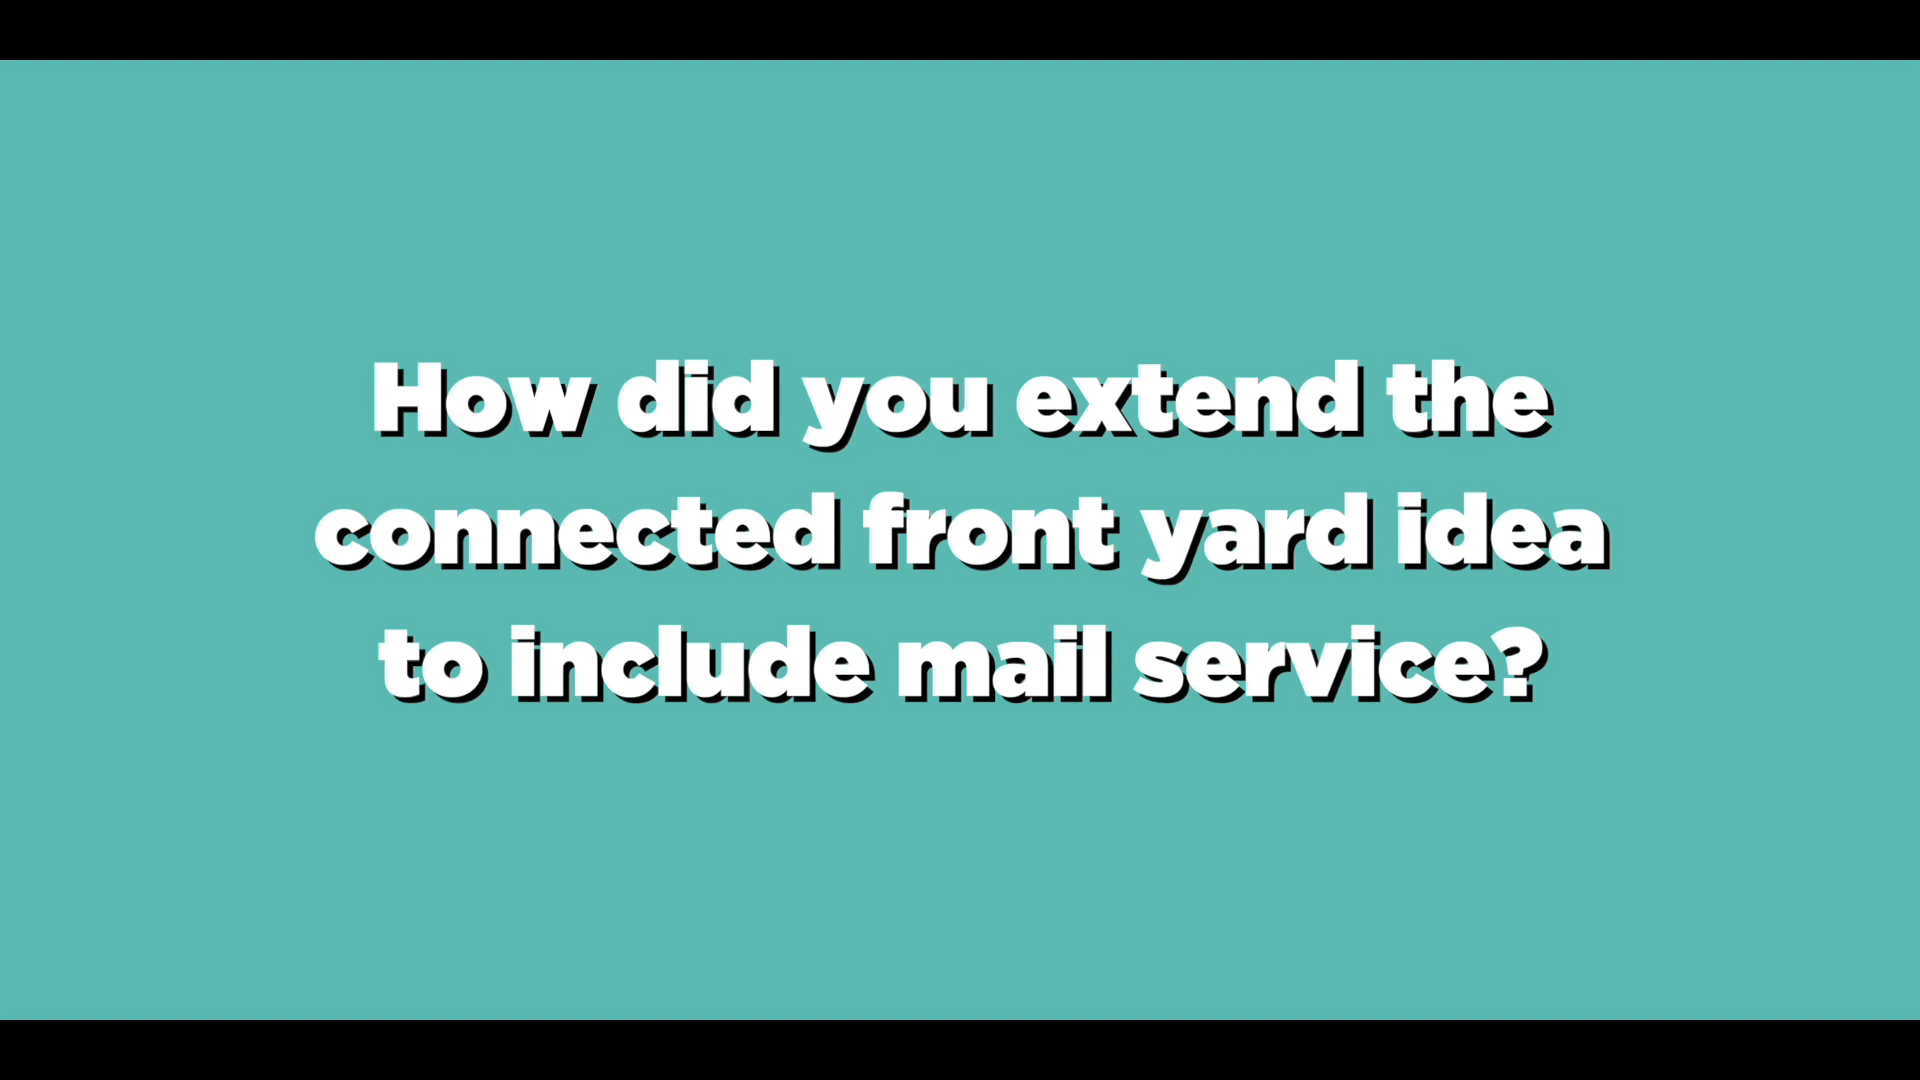 How did you extend the
connected front yard idea
to include mail service?